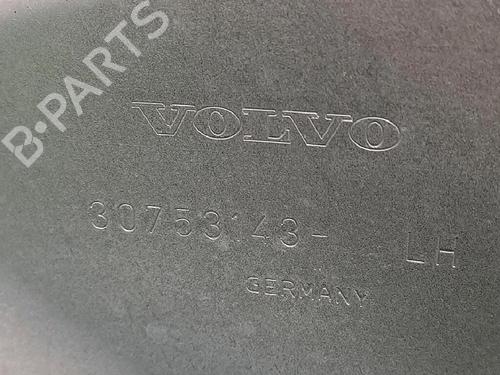 B-PARTS
VOLVO
30753143- LH
GERMANY